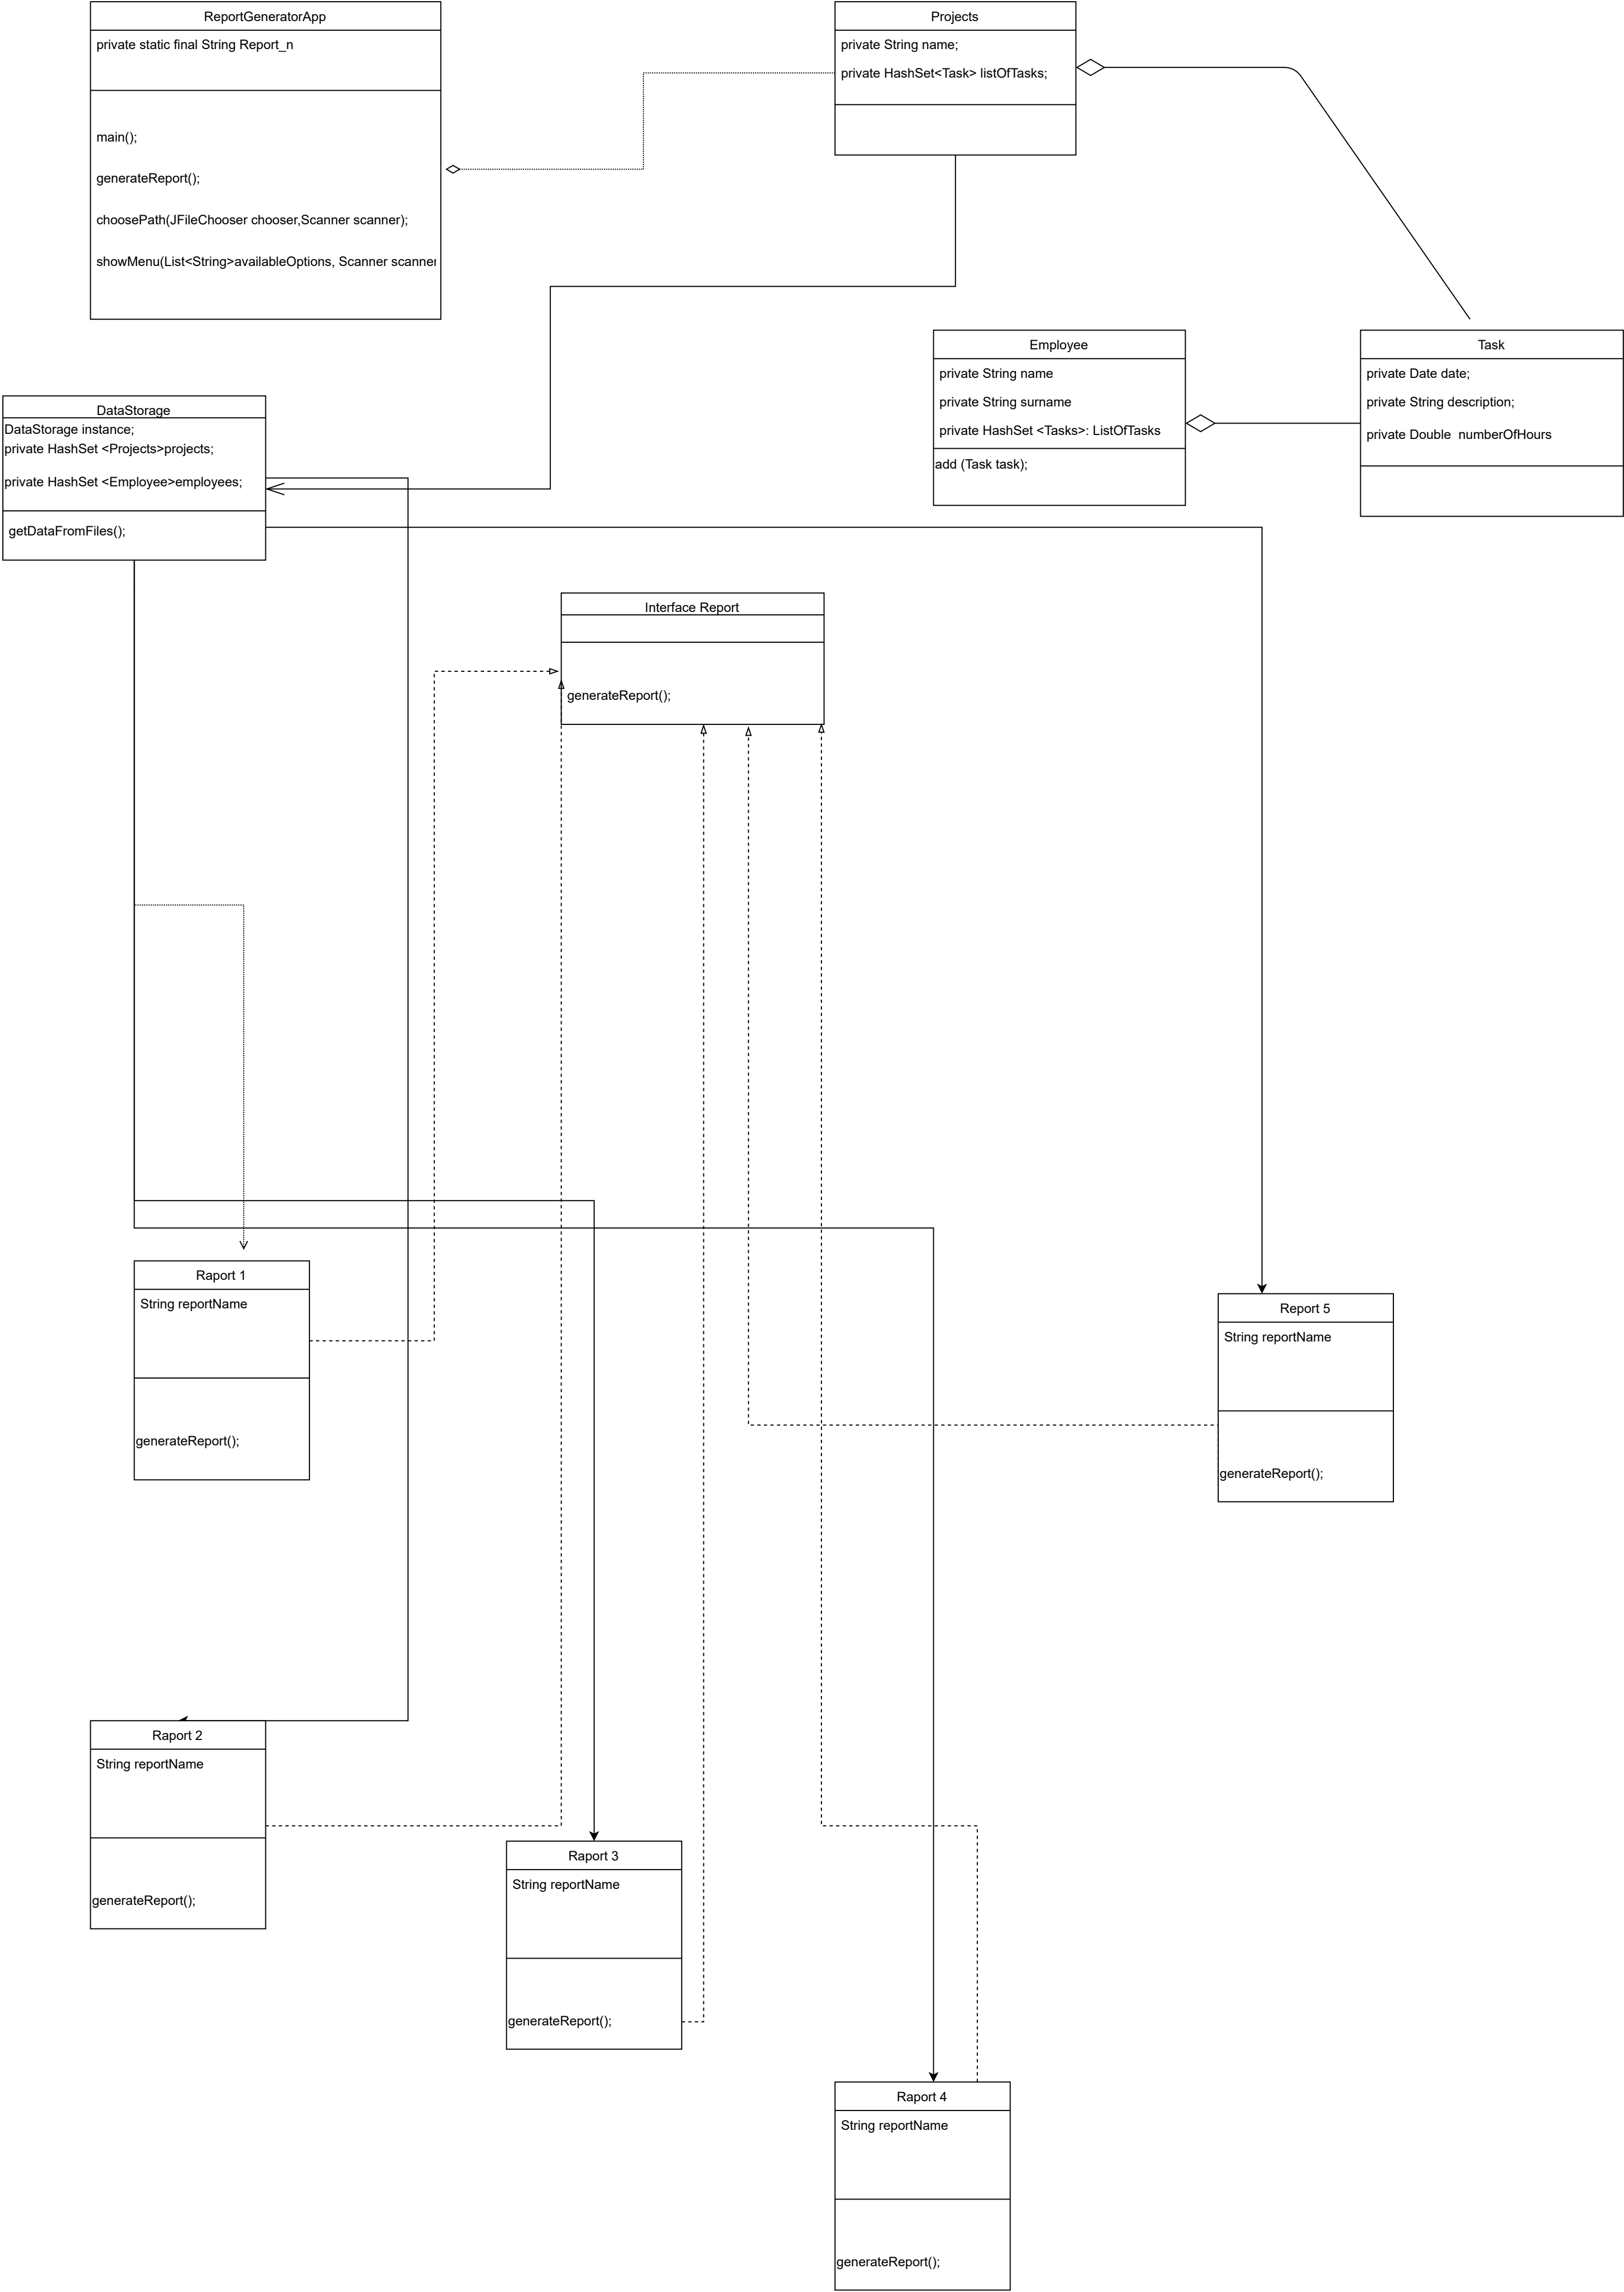 ReportGeneratorApp
private static final String Report_n
main();
generateReport();
choosePath(JFileChooser chooser,Scanner scanner);
showMenu(List<String>availableOptions, Scanner scanner
Projects
private String name;
private HashSet<Task> listOfTasks;
Employee
private String name
private String surname
private HashSet <Tasks>: ListOfTasks
add (Task task);
Task
private Date date;
private String description;
private Double  numberOfHours
DataStorage
DataStorage instance;
private HashSet <Projects>projects;
private HashSet <Employee>employees;
getDataFromFiles();
Interface Report
generateReport();
Raport 1
String reportName
generateReport();
Report 5
String reportName
generateReport();
Raport 2
String reportName
generateReport();
Raport 3
String reportName
generateReport();
Raport 4
String reportName
generateReport();